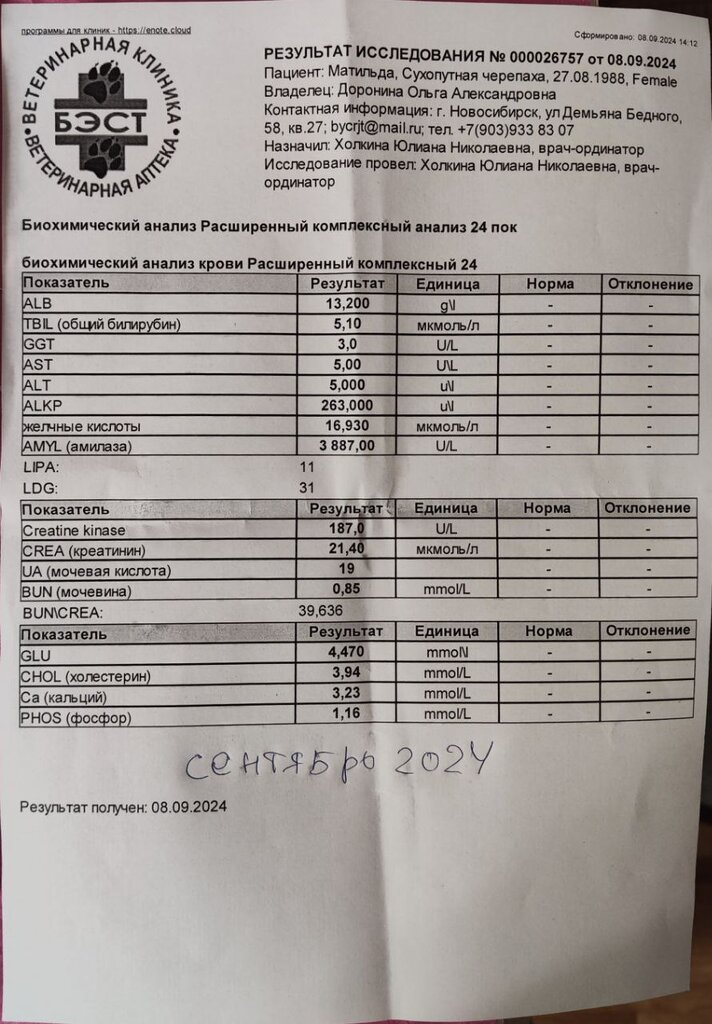 программы для клиник - https://enote.cloud
Сформировано: 08.09.2024 14:12
ВЕТЕРИНАРНАЯ КЛИНИКА
БЭСТ
ВЕТЕРИНАРНАЯ АПТЕКА
РЕЗУЛЬТАТ ИССЛЕДОВАНИЯ № 000026757 от 08.09.2024
Пациент: Матильда, Сухопутная черепаха, 27.08.1988, Female
Владелец: Доронина Ольга Александровна
Контактная информация: г. Новосибирск, ул Демьяна Бедного,
58, кв.27; bycrjt@mail.ru; тел. +7(903)933 83 07
Назначил: Холкина Юлиана Николаевна, врач-ординатор
Исследование провел: Холкина Юлиана Николаевна, врач-
ординатор
Биохимический анализ Расширенный комплексный анализ 24 пок
биохимический анализ крови Расширенный комплексный 24
Показатель Результат Единица Норма Отклонение
ALB 13,200 g\l - -
TBIL (общий билирубин) 5,10 мкмоль/л - -
GGT 3,0 U/L - -
AST 5,00 U\L - -
ALT 5,000 u\l - -
ALKP 263,000 u\l - -
желчные кислоты 16,930 мкмоль/л - -
AMYL (амилаза) 3 887,00 U/L - -
LIPA: 11
LDG: 31
Показатель Результат Единица Норма Отклонение
Creatine kinase 187,0 U/L - -
CREA (креатинин) 21,40 мкмоль/л - -
UA (мочевая кислота) 19 - -
BUN (мочевина) 0,85 mmol/L - -
BUN\CREA: 39,636
Показатель Результат Единица Норма Отклонение
GLU 4,470 mmol\l - -
CHOL (холестерин) 3,94 mmol/L - -
Ca (кальций) 3,23 mmol/L - -
PHOS (фосфор) 1,16 mmol/L - -
сентябрь 2024
Результат получен: 08.09.2024